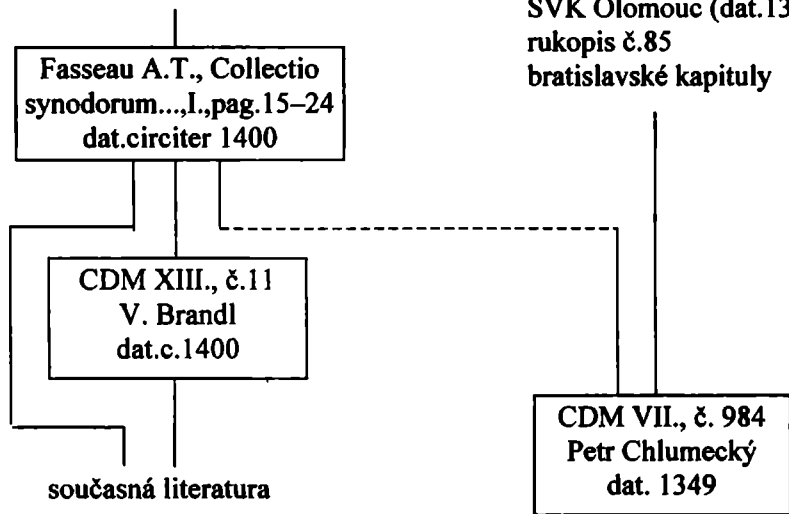 SVK Olomouc (dat.13
rukopis č.85
bratislavské kapituly
Fasseau A.T., Collectio
synodorum...,I.,pag.15–24
dat.circiter 1400
CDM XIII., č.11
V. Brandl
dat.c.1400
CDM VII., č. 984
Petr Chlumecký
dat. 1349
současná literatura